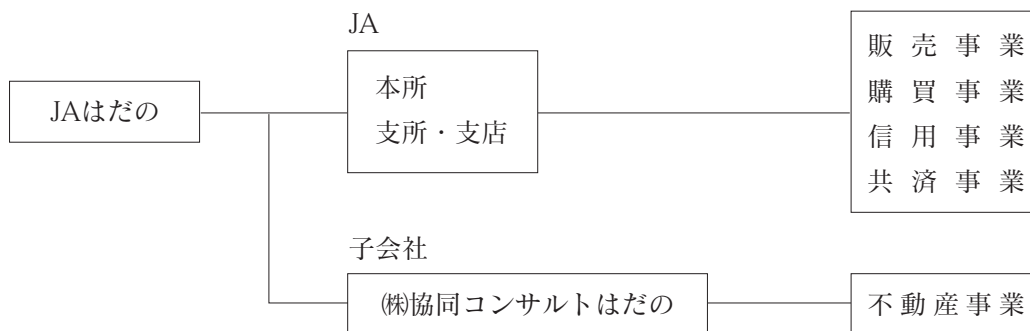 JA
JAはだの
本所
支所・支店
販売事業
購買事業
信用事業
共済事業
子会社
㈱協同コンサルトはだの
不動産事業